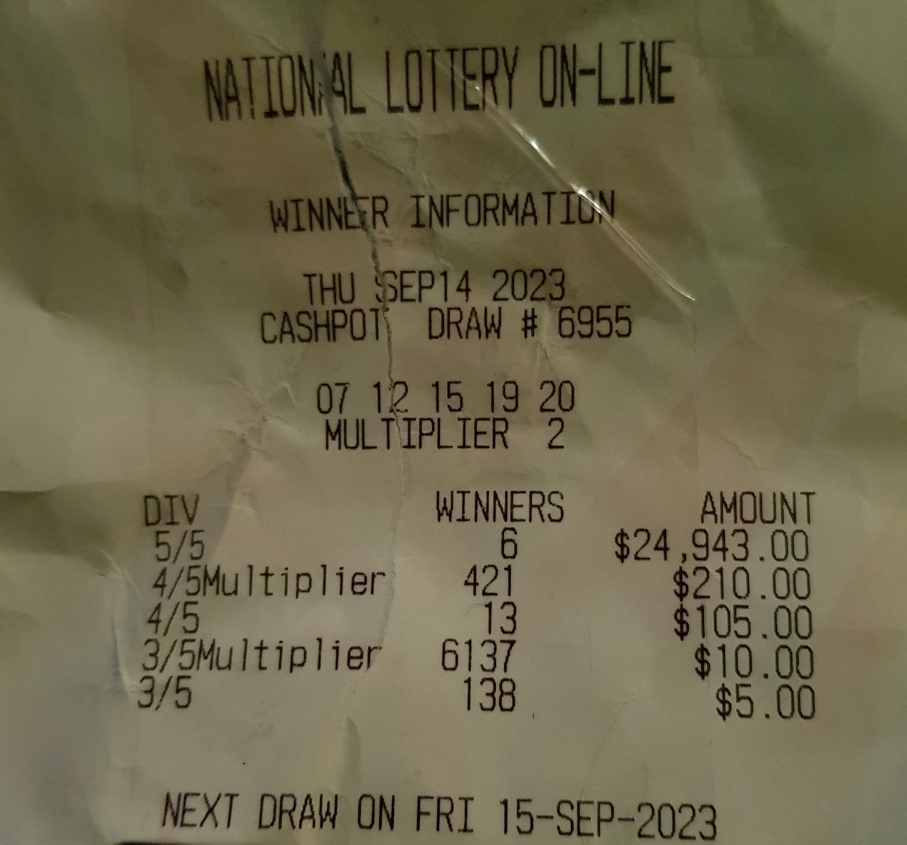 NATIONAL LOTTERY ON-LINE
WINNER INFORMATION
THU SEP14 2023
CASHPOT DRAW # 6955
07 12 15 19 20
MULTIPLIER 2
DIV WINNERS AMOUNT
5/5 6 $24,943.00
4/5Multiplier 421 $210.00
4/5 13 $105.00
3/5Multiplier 6137 $10.00
3/5 138 $5.00
NEXT DRAW ON FRI 15-SEP-2023